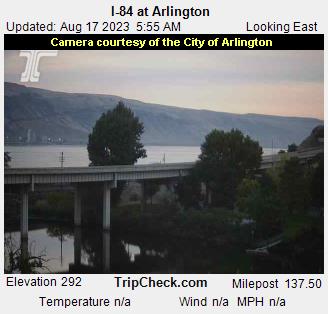 I-84 at Arlington
Updated: Aug 17 2023 5:55 AM Looking East
Camera courtesy of the City of Arlington
Elevation 292 TripCheck.com Milepost 137.50
Temperature n/a Wind n/a MPH n/a